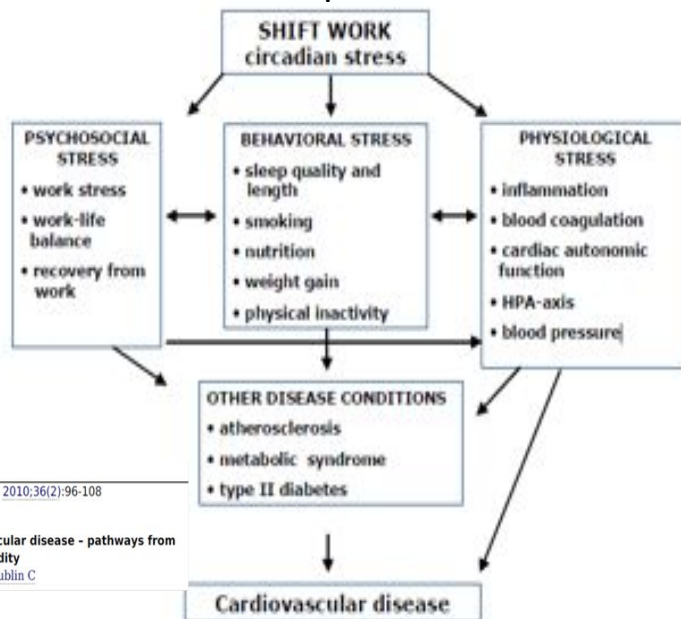 SHIFT WORK
circadian stress
PSYCHOSOCIAL
STRESS
• work stress
• work-life
balance
• recovery from
work
BEHAVIORAL STRESS
• sleep quality and
length
• smoking
• nutrition
• weight gain
• physical inactivity
PHYSIOLOGICAL
STRESS
• inflammation
• blood coagulation
• cardiac autonomic
function
• HPA-axis
• blood pressure
OTHER DISEASE CONDITIONS
• atherosclerosis
• metabolic syndrome
• type II diabetes
2010;36(2):96-108
cular disease – pathways from
dity
ublin C
Cardiovascular disease